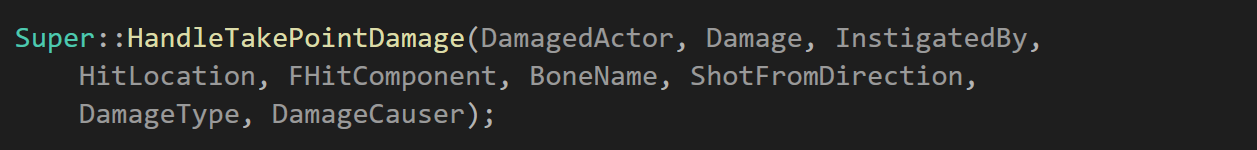 Super::HandleTakePointDamage(DamagedActor, Damage, InstigatedBy,
HitLocation, FHitComponent, BoneName, ShotFromDirection,
DamageType, DamageCauser);